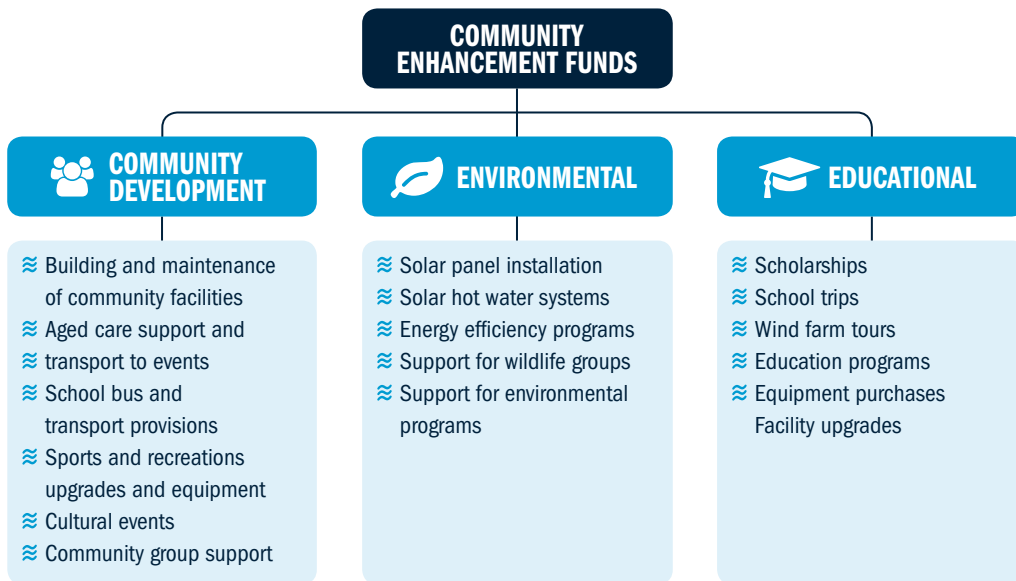 COMMUNITY
ENHANCEMENT FUNDS
COMMUNITY
DEVELOPMENT
Building and maintenance
of community facilities
Aged care support and
transport to events
School bus and
transport provisions
Sports and recreations
upgrades and equipment
Cultural events
Community group support
ENVIRONMENTAL
Solar panel installation
Solar hot water systems
Energy efficiency programs
Support for wildlife groups
Support for environmental
programs
EDUCATIONAL
Scholarships
School trips
Wind farm tours
Education programs
Equipment purchases
Facility upgrades